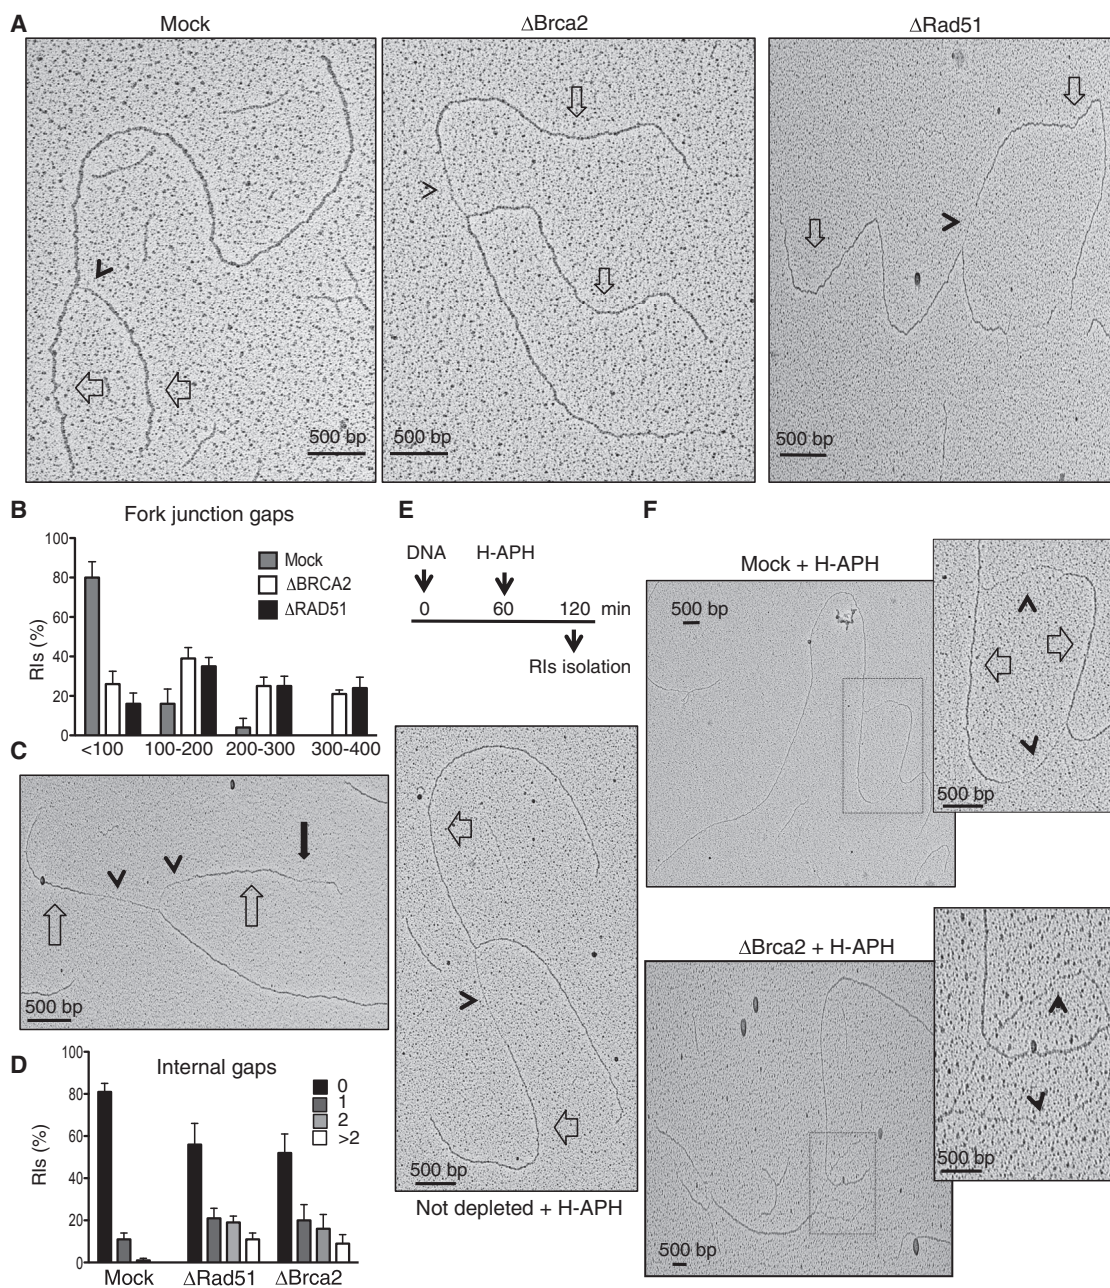 A
Mock
ΔBrca2
ΔRad51
500 bp
500 bp
500 bp
B
Fork junction gaps
100
80
60
40
20
0
RIs (%)
Mock
ΔBRCA2
ΔRAD51
<100
100-200
200-300
300-400
C
500 bp
D
Internal gaps
100
80
60
40
20
0
RIs (%)
0
1
2
>2
Mock
ΔRad51
ΔBrca2
E
DNA
H-APH
0
60
120
min
RIs isolation
500 bp
Not depleted + H-APH
F
Mock + H-APH
500 bp
500 bp
ΔBrca2 + H-APH
500 bp
500 bp